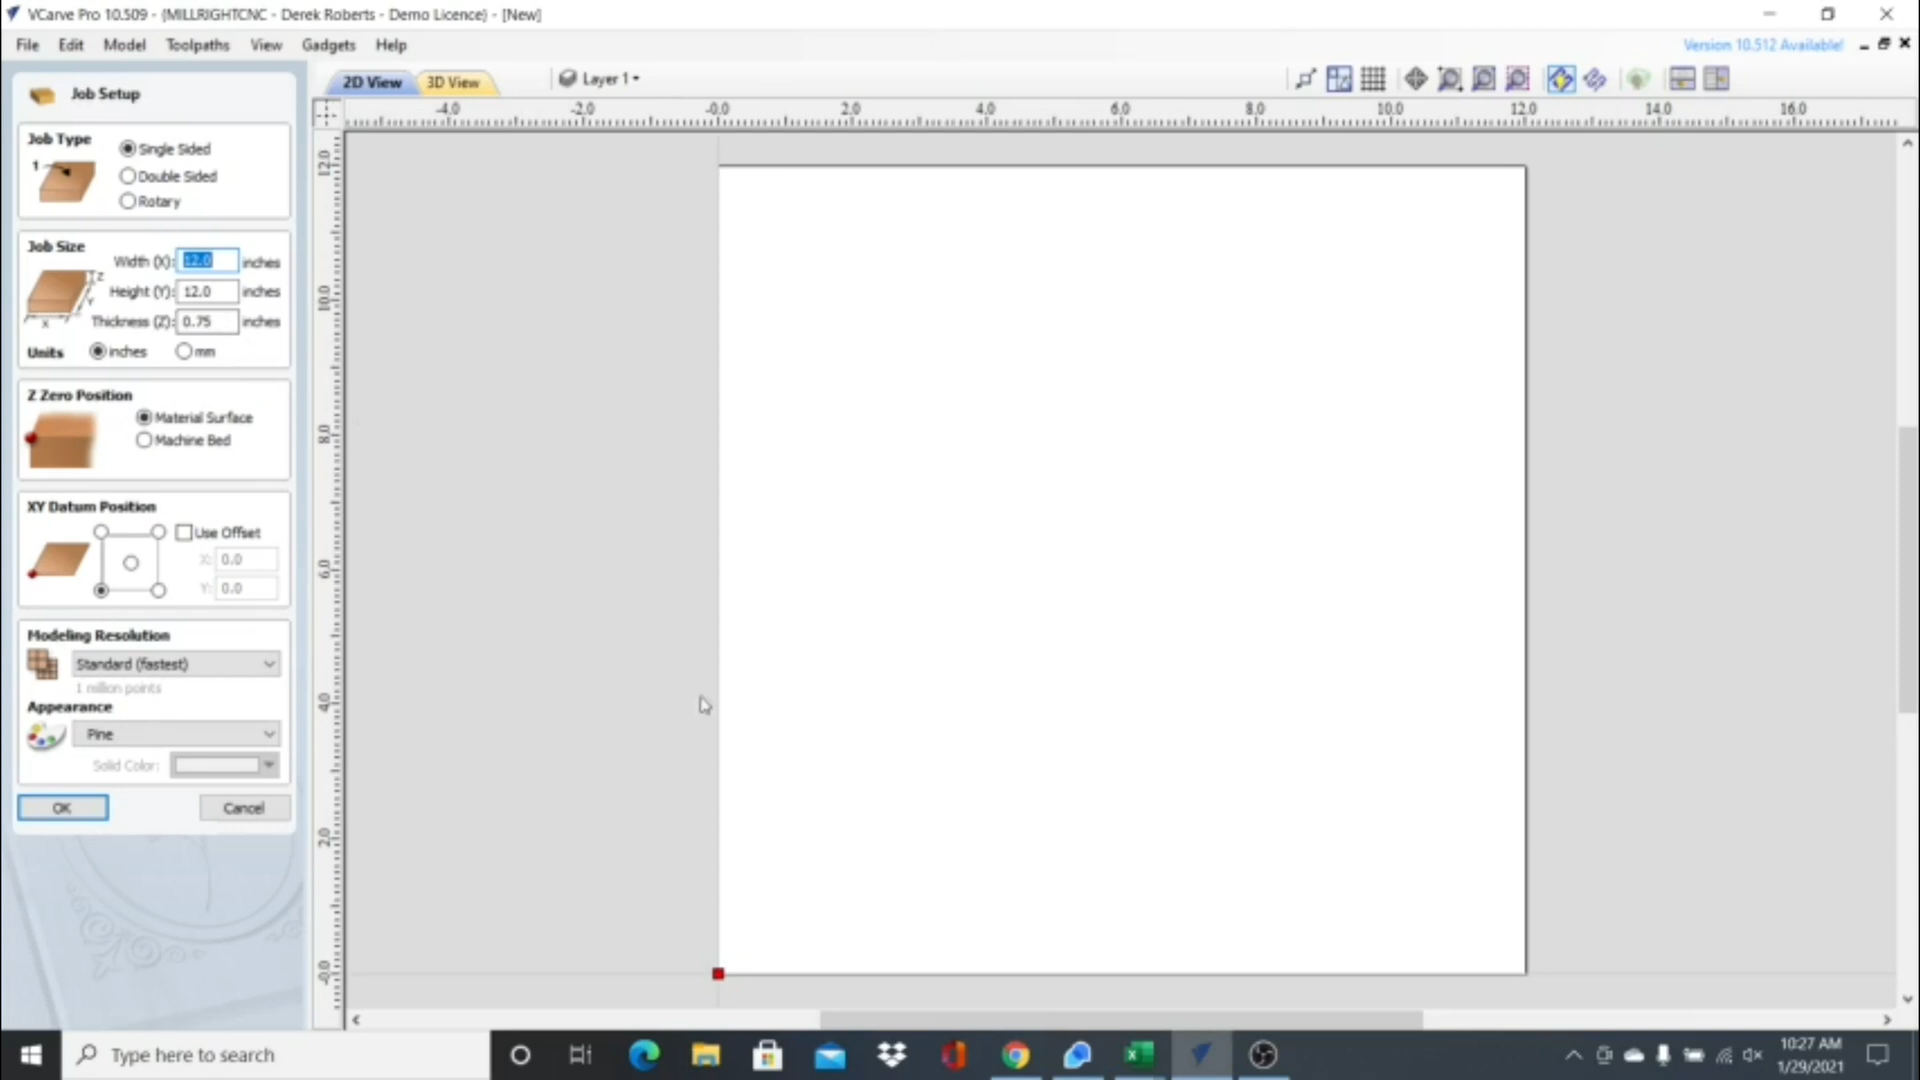 VCarve Pro 10.509 - {MILLRIGHTCNC - Derek Roberts - Demo Licence} - [New]
File Edit Model Toolpaths View Gadgets Help
Version 10.512 Available!
Job Setup
2D View 3D View Layer 1
-4.0 -2.0 -0.0 2.0 4.0 6.0 8.0 10.0 12.0 14.0 16.0
12.0
10.0
8.0
6.0
4.0
2.0
-0.0
Job Type
1
Single Sided
Double Sided
Rotary
Job Size
Width (X): 12.0 inches
Z
Height (Y): 12.0 inches
Y
Thickness (Z): 0.75 inches
X
Units inches mm
Z Zero Position
Material Surface
Machine Bed
XY Datum Position
Use Offset
X: 0.0
Y: 0.0
Modeling Resolution
Standard (fastest)
1 million points
Appearance
Pine
Solid Color:
OK Cancel
Type here to search
10:27 AM
1/29/2021